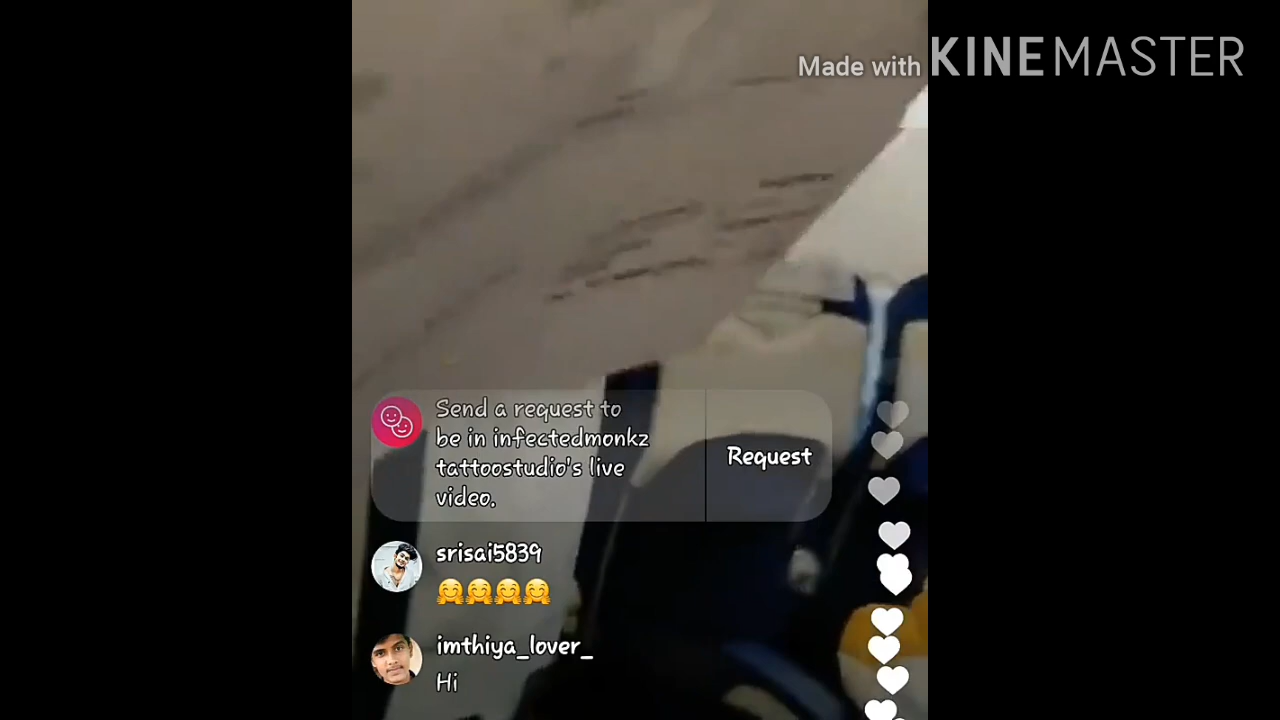 Made with KINEMASTER
Send a request to
be in infectedmonkz
tattoostudio's live
video.
Request
srisai5839
🤗🤗🤗🤗
imthiya_lover_
Hi